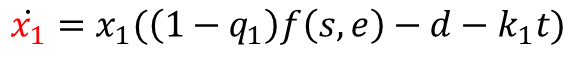 ẋ₁ = x₁((1 − q₁)f(s, e) − d − k₁t)